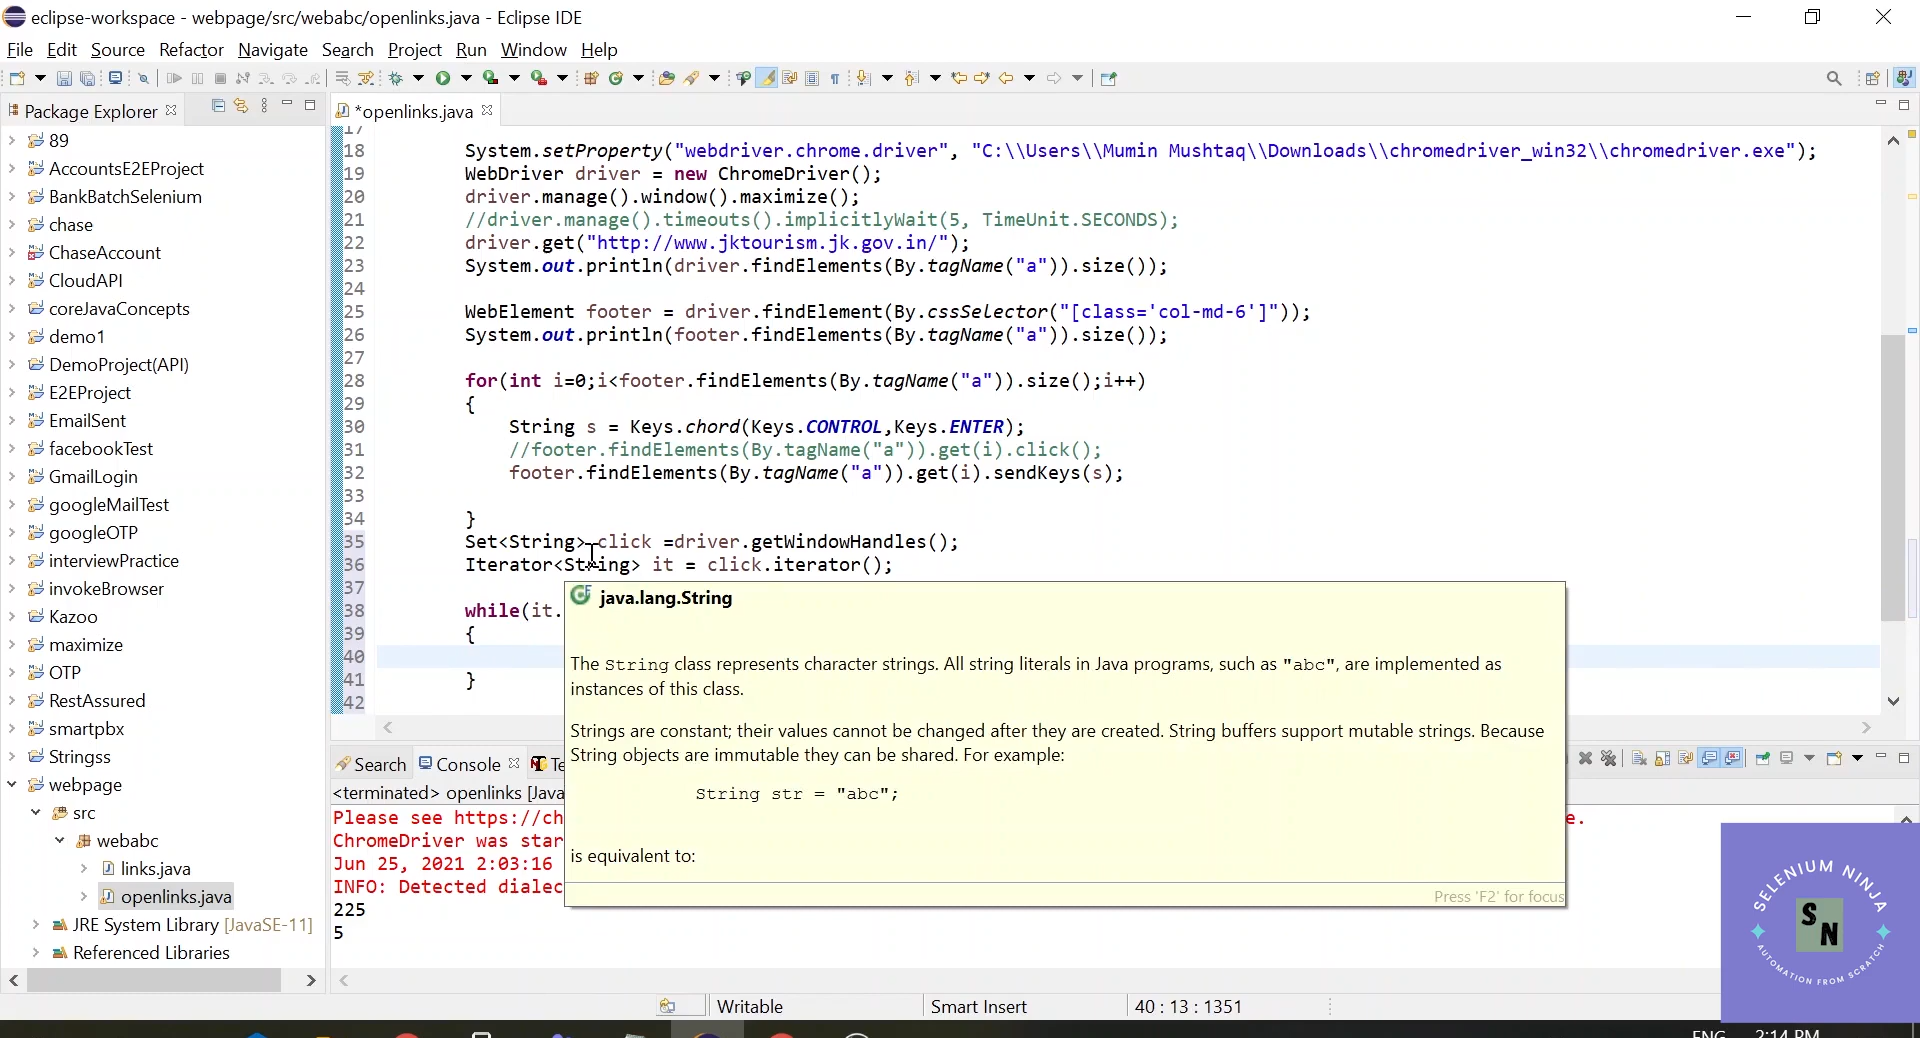 eclipse-workspace - webpage/src/webabc/openlinks.java - Eclipse IDE
File Edit Source Refactor Navigate Search Project Run Window Help
Package Explorer
*openlinks.java
89
AccountsE2EProject
BankBatchSelenium
chase
ChaseAccount
CloudAPI
coreJavaConcepts
demo1
DemoProject(API)
E2EProject
EmailSent
facebookTest
GmailLogin
googleMailTest
googleOTP
interviewPractice
invokeBrowser
Kazoo
maximize
OTP
RestAssured
smartpbx
Stringss
webpage
src
webabc
links.java
openlinks.java
JRE System Library [JavaSE-11]
Referenced Libraries
17
18 System.setProperty("webdriver.chrome.driver", "C:\\Users\\Mumin Mushtaq\\Downloads\\chromedriver_win32\\chromedriver.exe");
19 WebDriver driver = new ChromeDriver();
20 driver.manage().window().maximize();
21 //driver.manage().timeouts().implicitlyWait(5, TimeUnit.SECONDS);
22 driver.get("http://www.jktourism.jk.gov.in/");
23 System.out.println(driver.findElements(By.tagName("a")).size());
24
25 WebElement footer = driver.findElement(By.cssSelector("[class='col-md-6']"));
26 System.out.println(footer.findElements(By.tagName("a")).size());
27
28 for(int i=0;i<footer.findElements(By.tagName("a")).size();i++)
29 {
30 String s = Keys.chord(Keys.CONTROL,Keys.ENTER);
31 //footer.findElements(By.tagName("a")).get(i).click();
32 footer.findElements(By.tagName("a")).get(i).sendKeys(s);
33
34 }
35 Set<String> click =driver.getWindowHandles();
36 Iterator<String> it = click.iterator();
37
38 while(it.
39 {
40
41 }
42
java.lang.String
The String class represents character strings. All string literals in Java programs, such as "abc", are implemented as
instances of this class.
Strings are constant; their values cannot be changed after they are created. String buffers support mutable strings. Because
String objects are immutable they can be shared. For example:
String str = "abc";
is equivalent to:
Press 'F2' for focus
Search Console Te
<terminated> openlinks [Java
Please see https://ch
e.
ChromeDriver was star
Jun 25, 2021 2:03:16
INFO: Detected dialec
225
5
SELENIUM NINJA
S N
AUTOMATION FROM SCRATCH
Writable Smart Insert 40 : 13 : 1351
ENG 2:14 PM